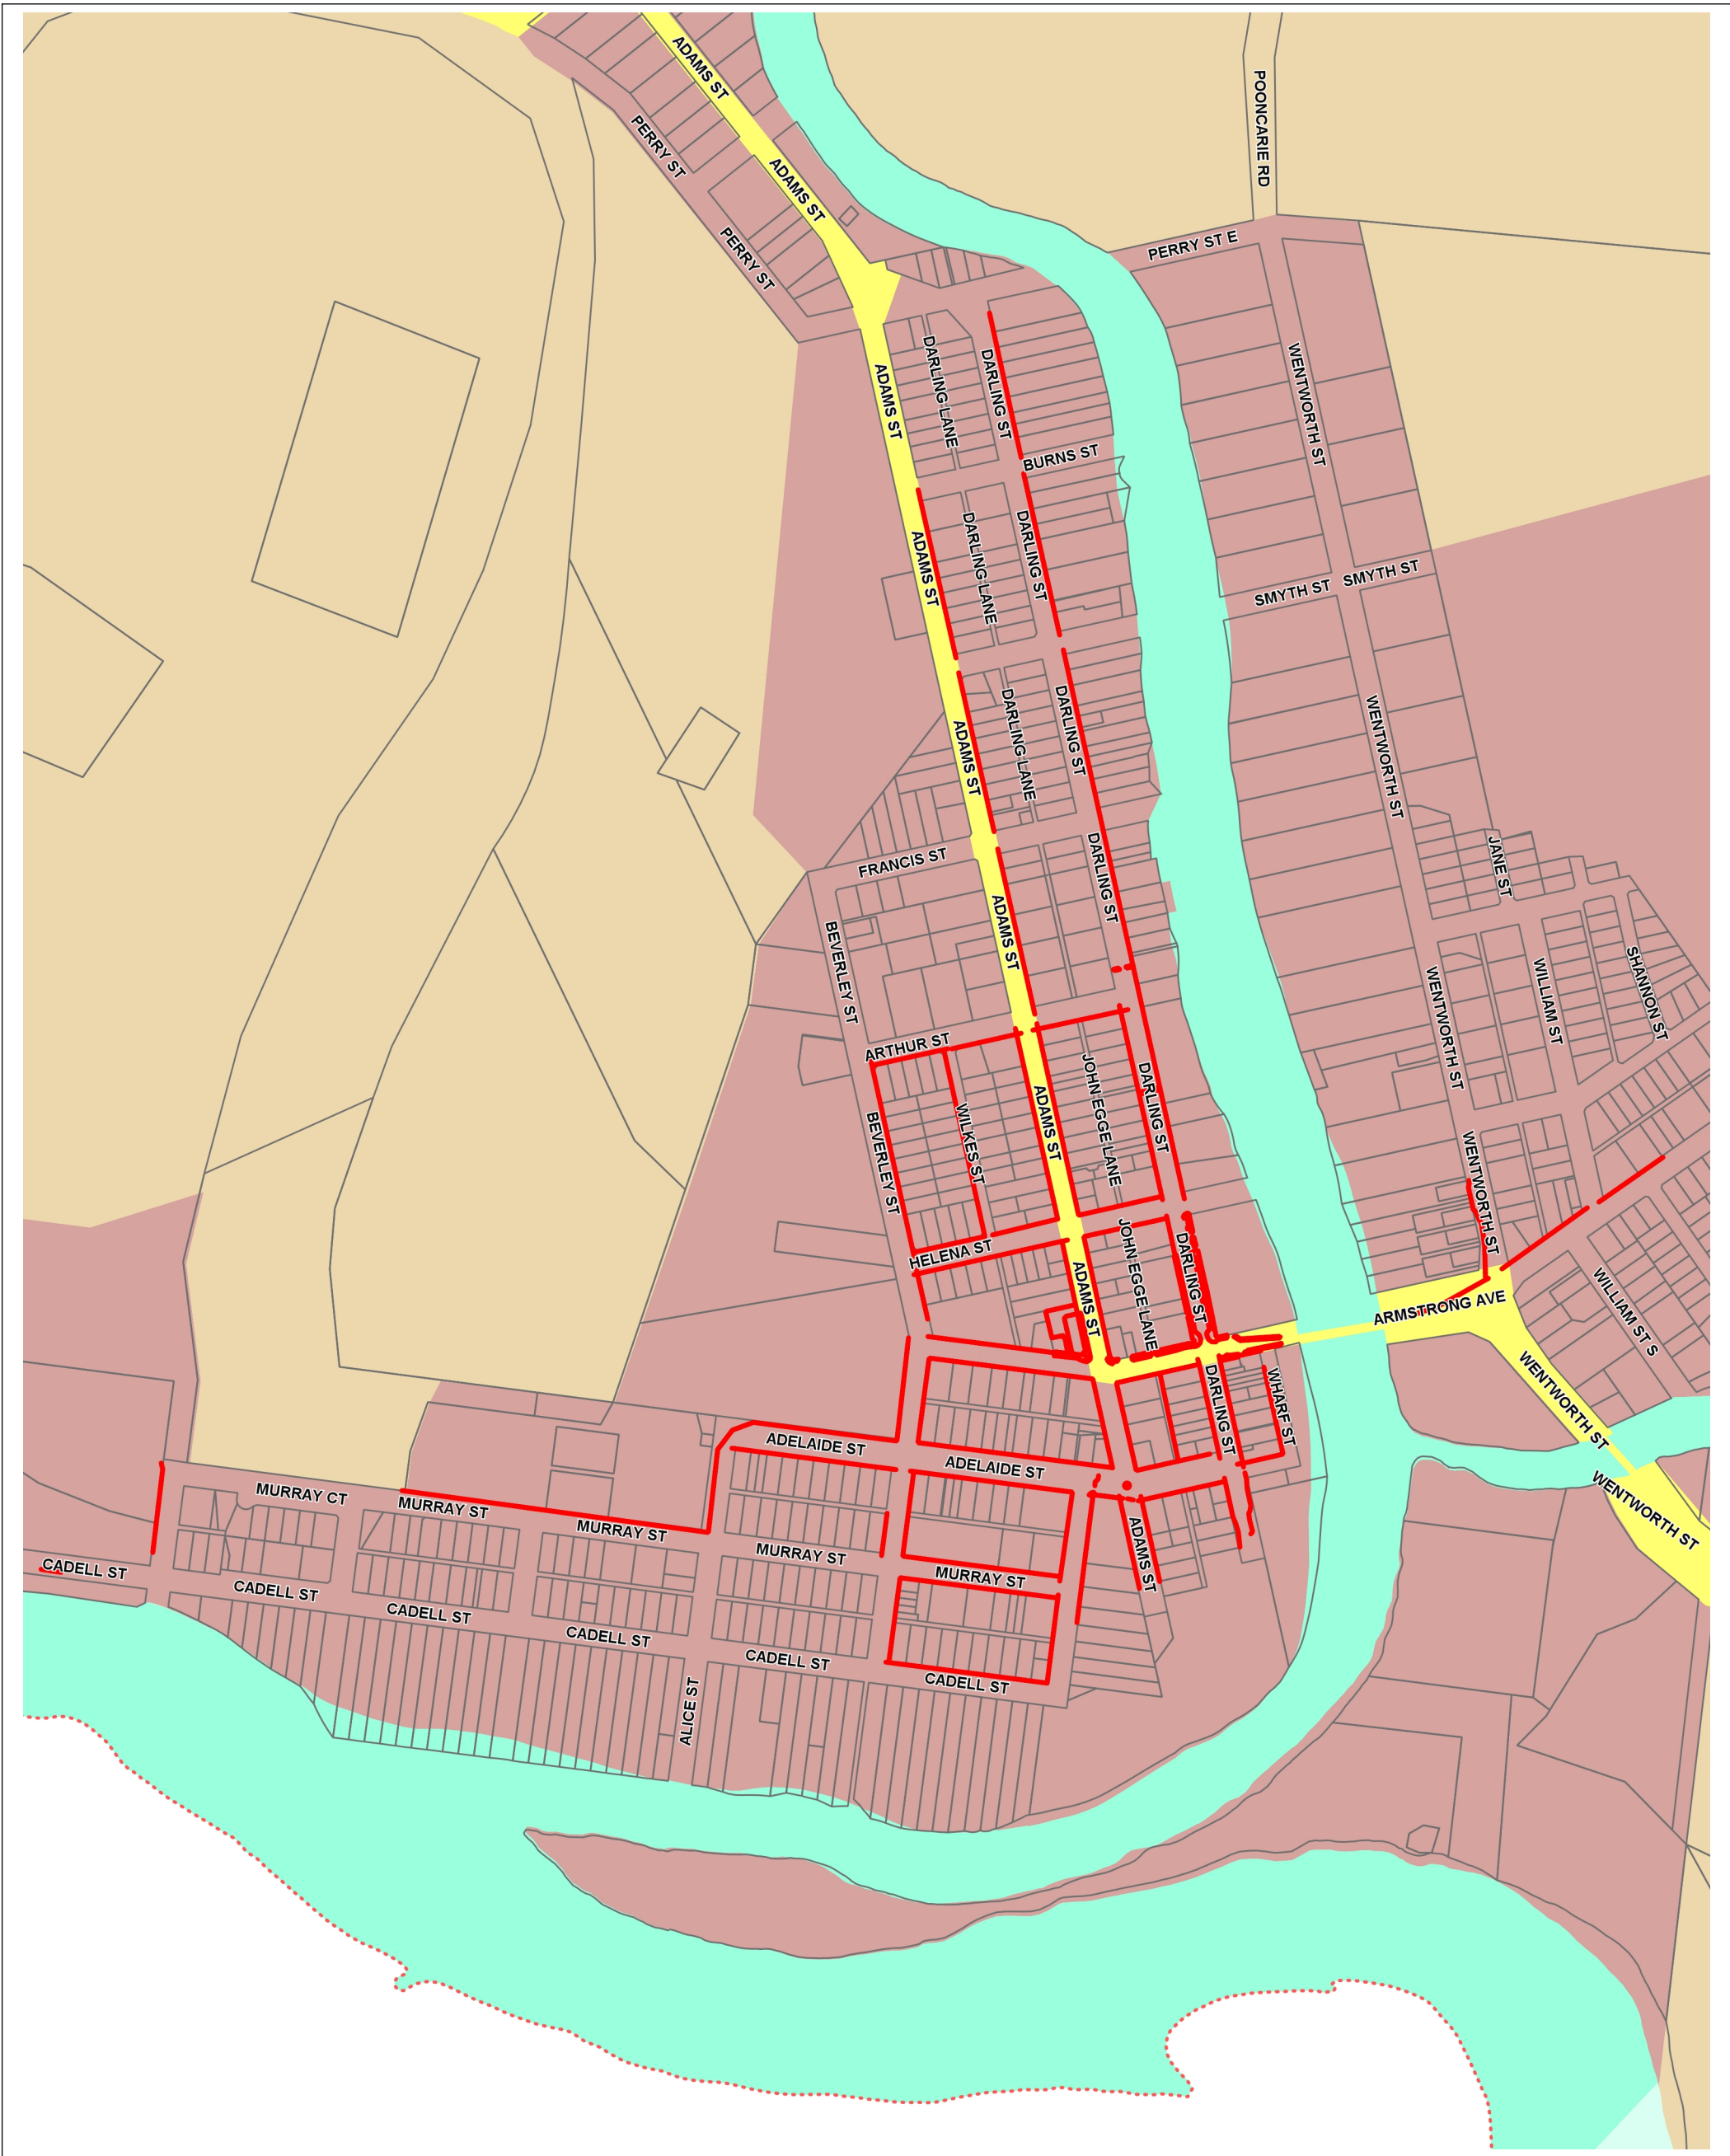 ADAMS ST
POONCARIE RD
PERRY ST
ADAMS ST
PERRY ST
PERRY ST E
DARLING LANE
DARLING ST
ADAMS ST
WENTWORTH ST
BURNS ST
DARLING LANE
DARLING ST
ADAMS ST
SMYTH ST
SMYTH ST
DARLING LANE
DARLING ST
ADAMS ST
WENTWORTH ST
FRANCIS ST
DARLING ST
JANE ST
ADAMS ST
BEVERLEY ST
WENTWORTH ST
WILLIAM ST
SHANNON ST
ARTHUR ST
JOHN EGGE LANE
DARLING ST
ADAMS ST
WILKES ST
BEVERLEY ST
WENTWORTH ST
HELENA ST
JOHN EGGE LANE
DARLING ST
ADAMS ST
ARMSTRONG AVE
WILLIAM ST S
DARLING ST
WHARF ST
WENTWORTH ST
ADELAIDE ST
ADELAIDE ST
WENTWORTH ST
MURRAY CT
MURRAY ST
MURRAY ST
MURRAY ST
MURRAY ST
ADAMS ST
CADELL ST
CADELL ST
CADELL ST
CADELL ST
CADELL ST
CADELL ST
ALICE ST